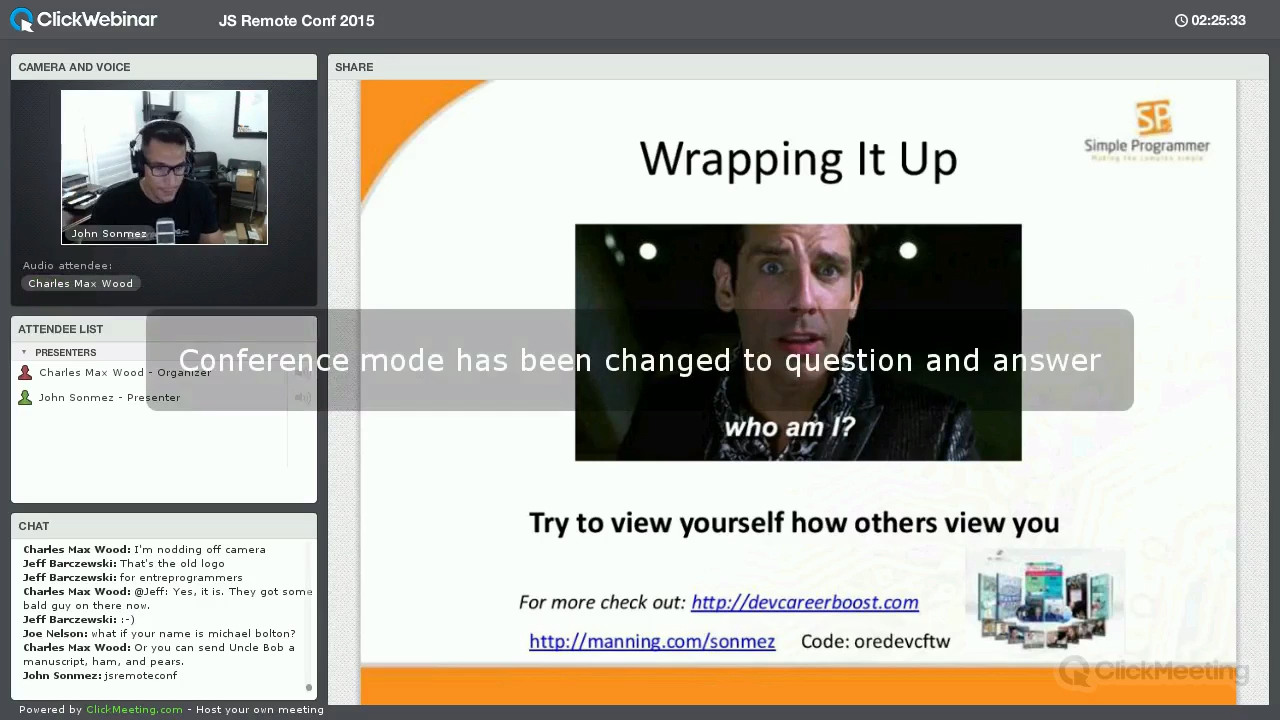 ClickWebinar
JS Remote Conf 2015
02:25:33
CAMERA AND VOICE
John Sonmez
Audio attendee:
Charles Max Wood
ATTENDEE LIST
PRESENTERS
Charles Max Wood - Organizer
John Sonmez - Presenter
CHAT
Charles Max Wood: I'm nodding off camera
Jeff Barczewski: That's the old logo
Jeff Barczewski: for entreprogrammers
Charles Max Wood: @Jeff: Yes, it is. They got some
bald guy on there now.
Jeff Barczewski: :-)
Joe Nelson: what if your name is michael bolton?
Charles Max Wood: Or you can send Uncle Bob a
manuscript, ham, and pears.
John Sonmez: jsremoteconf
Powered by ClickMeeting.com - Host your own meeting
SHARE
SP
Simple Programmer
Making the complex simple
Wrapping It Up
Conference mode has been changed to question and answer
who am I?
Try to view yourself how others view you
For more check out: http://devcareerboost.com
http://manning.com/sonmez Code: oredevcftw
ClickMeeting